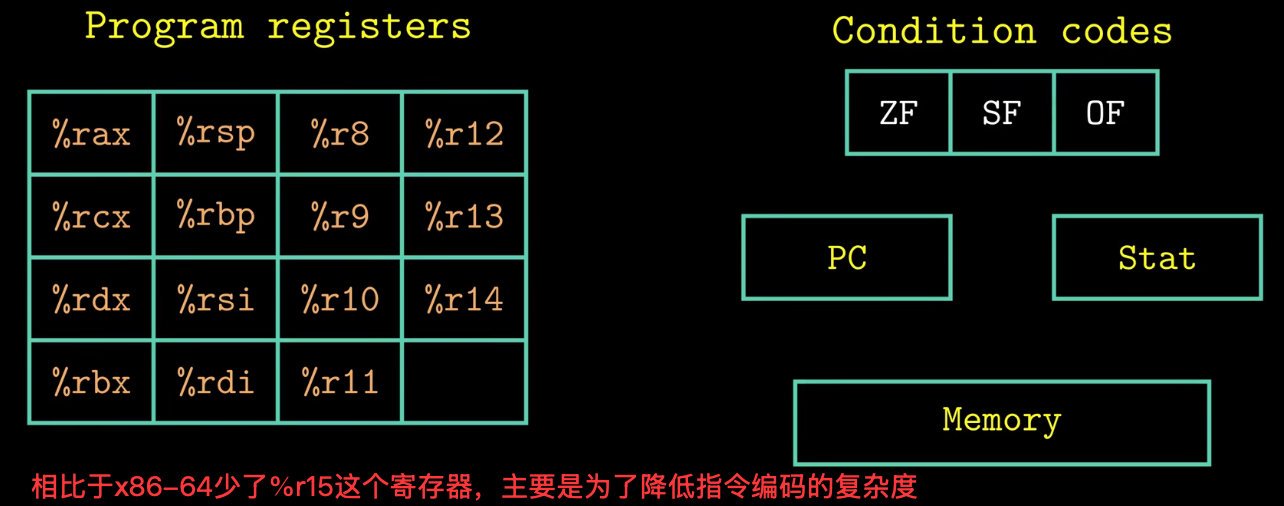 Program registers
%rax %rsp %r8 %r12
%rcx %rbp %r9 %r13
%rdx %rsi %r10 %r14
%rbx %rdi %r11
Condition codes
ZF SF OF
PC Stat
Memory
相比于x86-64少了%r15这个寄存器，主要是为了降低指令编码的复杂度